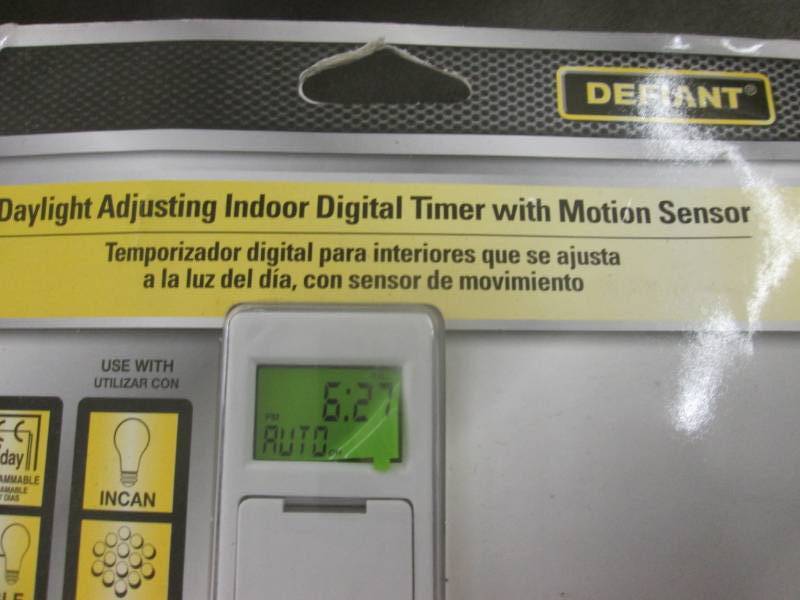 DEFIANT®
Daylight Adjusting Indoor Digital Timer with Motion Sensor
Temporizador digital para interiores que se ajusta
a la luz del día, con sensor de movimiento
USE WITH
UTILIZAR CON
6:27
PM
AUTO
day
INCAN